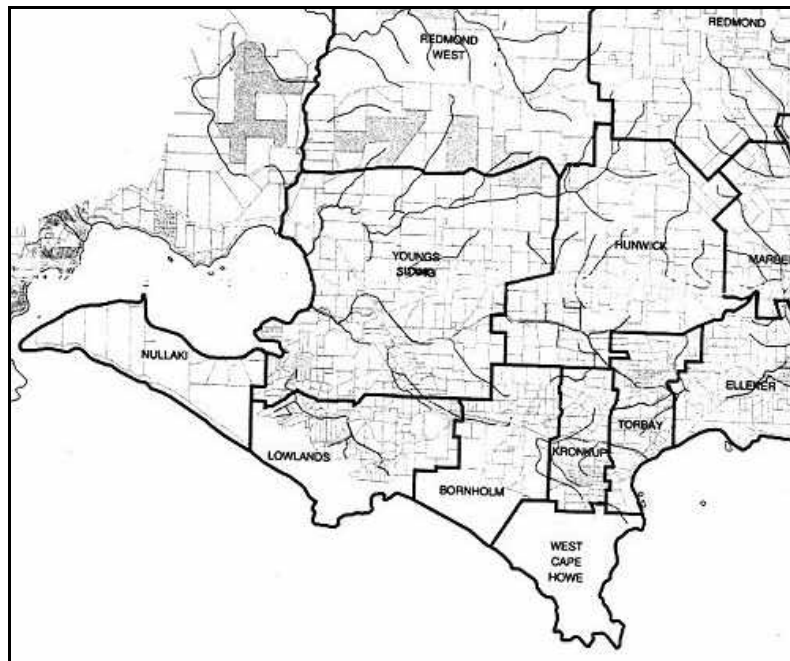 REDMOND
REDMOND
WEST
HUNWICK
YOUNGS
SIDING
NULLAKI
ELLEKER
TORBAY
KRONKUP
LOWLANDS
BORNHOLM
WEST
CAPE
HOWE